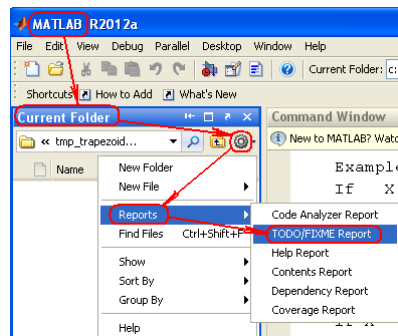 MATLAB R2012a
File Edit View Debug Parallel Desktop Window Help
Current Folder: c:
Shortcuts How to Add What's New
Current Folder
Command Window
« tmp_trapezoid...
New to MATLAB? Watc
Name
Exampl
If X
New Folder
New File
Reports
Find Files Ctrl+Shift+F
Show
Sort By
Group By
Help
Code Analyzer Report
TODO/FIXME Report
Help Report
Contents Report
Dependency Report
Coverage Report